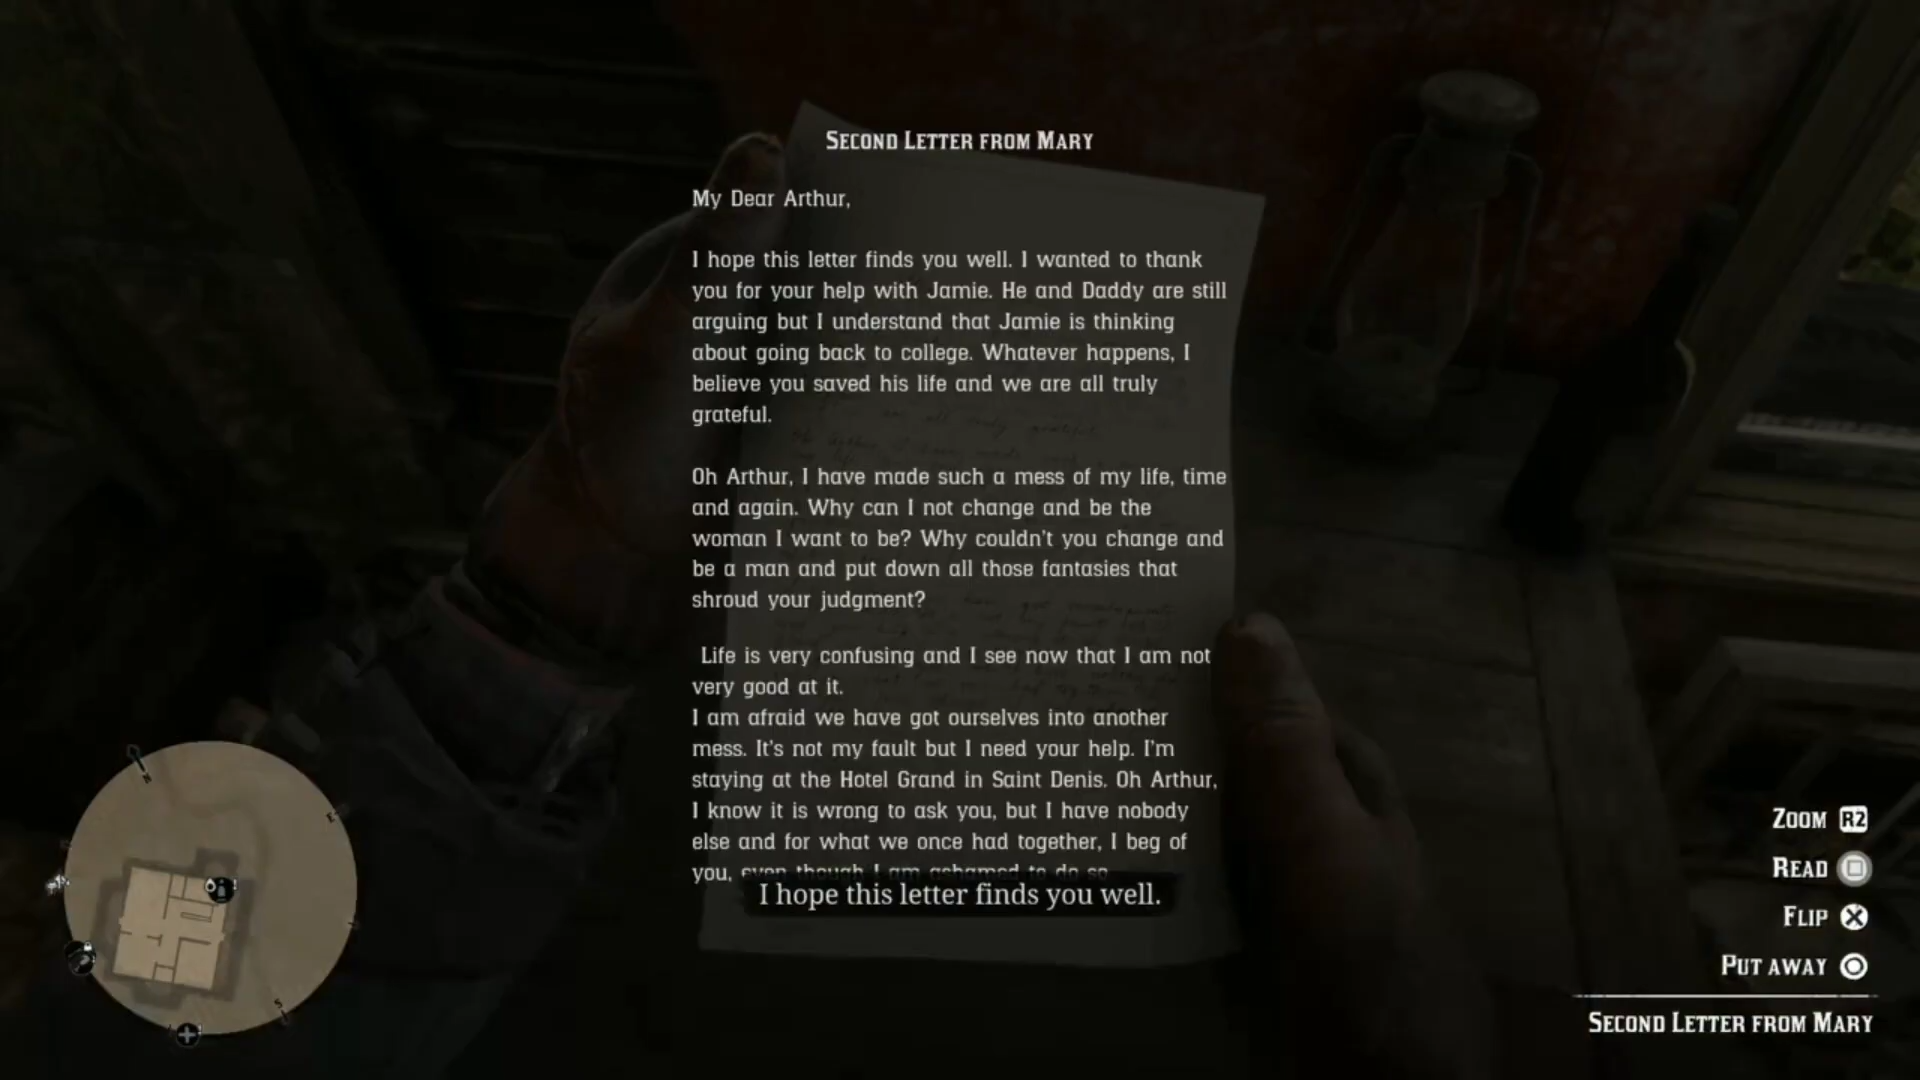 SECOND LETTER FROM MARY
My Dear Arthur,
I hope this letter finds you well. I wanted to thank
you for your help with Jamie. He and Daddy are still
arguing but I understand that Jamie is thinking
about going back to college. Whatever happens, I
believe you saved his life and we are all truly
grateful.
Oh Arthur, I have made such a mess of my life, time
and again. Why can I not change and be the
woman I want to be? Why couldn't you change and
be a man and put down all those fantasies that
shroud your judgment?
Life is very confusing and I see now that I am not
very good at it.
I am afraid we have got ourselves into another
mess. It's not my fault but I need your help. I'm
staying at the Hotel Grand in Saint Denis. Oh Arthur,
I know it is wrong to ask you, but I have nobody
else and for what we once had together, I beg of
you, even though I am ashamed to do so
I hope this letter finds you well.
ZOOM R2
READ
FLIP
PUT AWAY
SECOND LETTER FROM MARY
N
E
S